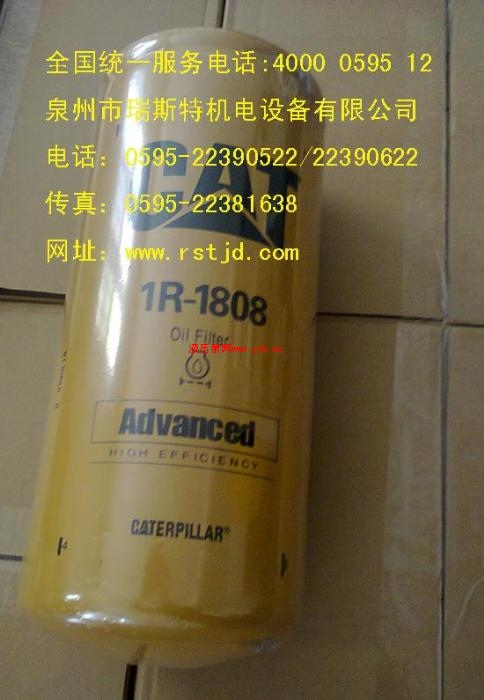 全国统一服务电话:4000 0595 12
泉州市瑞斯特机电设备有限公司
电话：0595-22390522/22390622
CAT
传真：0595-22381638
网址：www.rstjd.com
1R-1808
Oil Filter
Advanced
HIGH EFFICIENCY
CATERPILLAR®
4